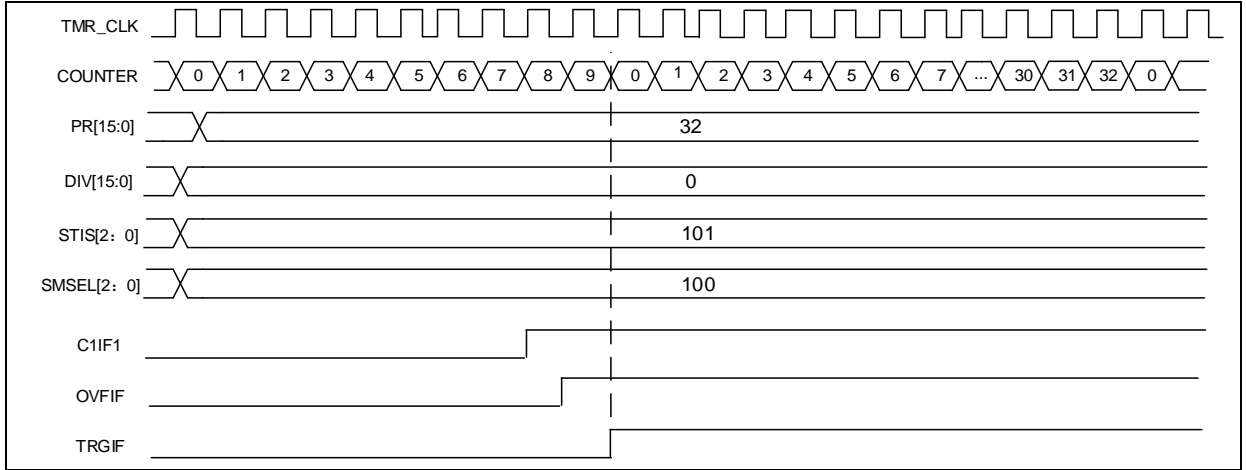 TMR_CLK
COUNTER 0 1 2 3 4 5 6 7 8 9 0 1 2 3 4 5 6 7 ... 30 31 32 0
PR[15:0] 32
DIV[15:0] 0
STIS[2：0] 101
SMSEL[2：0] 100
C1IF1
OVFIF
TRGIF